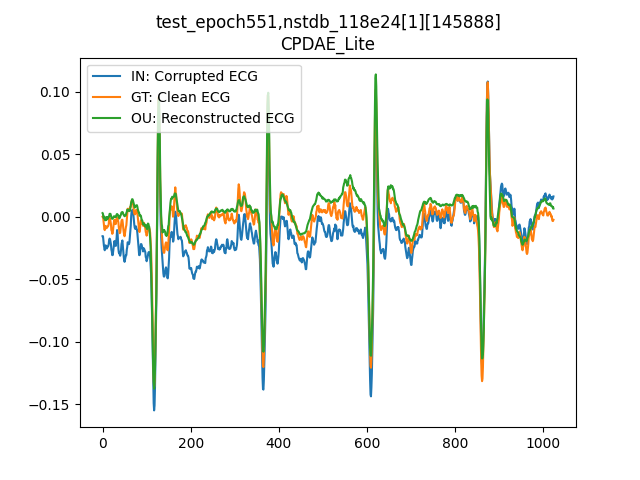 test_epoch551,nstdb_118e24[1][145888]
CPDAE_Lite
IN: Corrupted ECG
GT: Clean ECG
OU: Reconstructed ECG
0.10
0.05
0.00
−0.05
−0.10
−0.15
0 200 400 600 800 1000